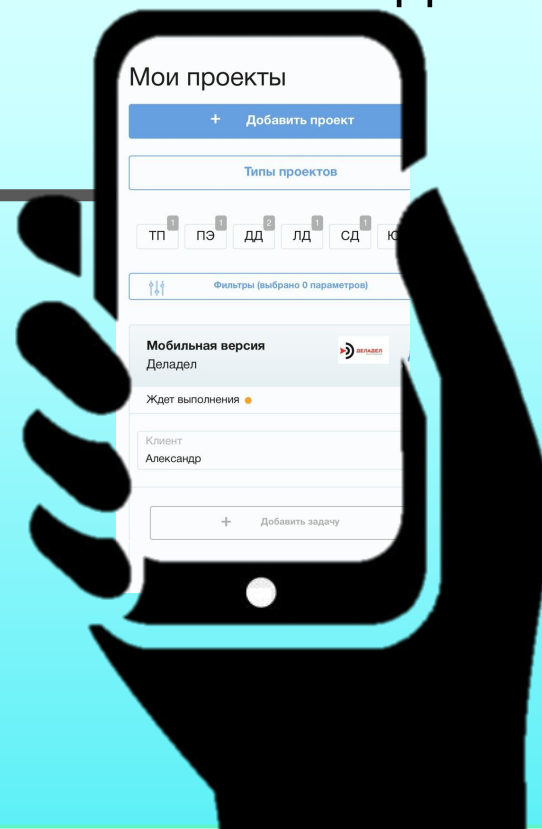 Мои проекты
+ Добавить проект
Типы проектов
ТП 1 ПЭ 1 ДД 2 ЛД 1 СД 1
Фильтры (выбрано 0 параметров)
Мобильная версия
Деладел
ДЕЛАДЕЛ
Ждет выполнения
Клиент
Александр
+ Добавить задачу